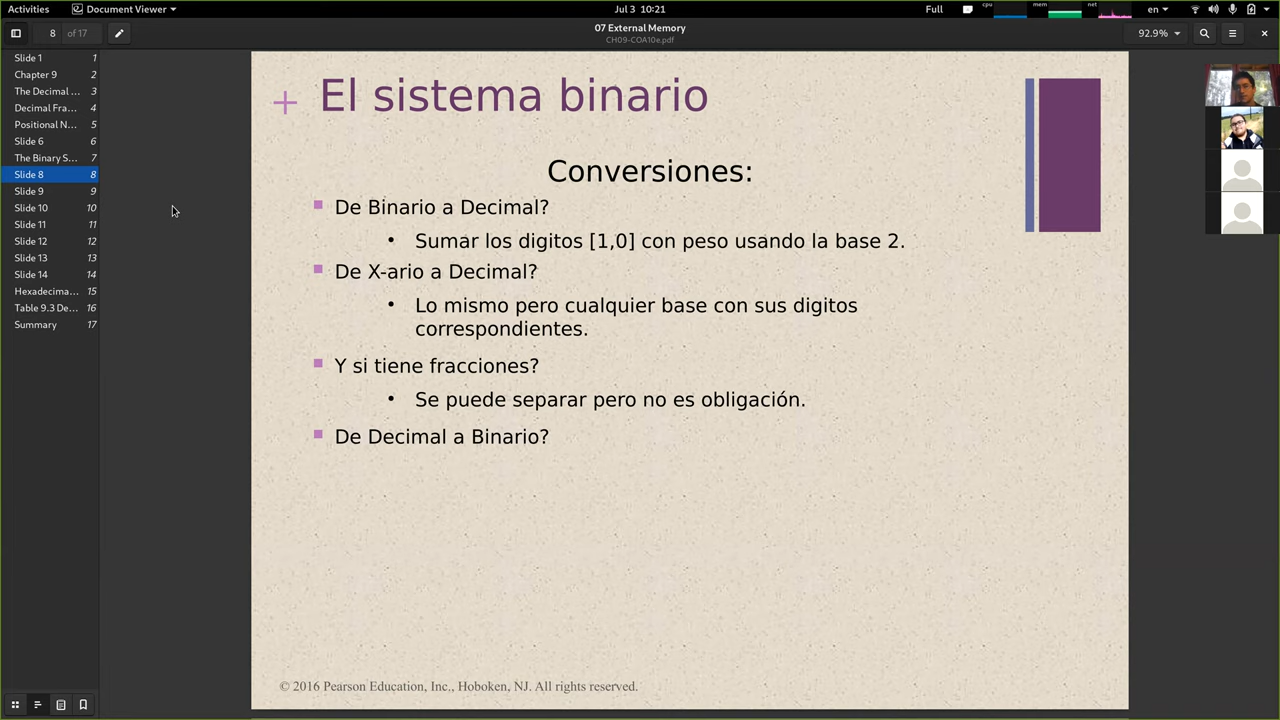 Activities
Document Viewer
Jul 3 10:21
Full
cpu
mem
net
en
8 of 17
07 External Memory
CH09-COA10e.pdf
92.9%
Slide 1 1
Chapter 9 2
The Decimal ... 3
Decimal Fra... 4
Positional N... 5
Slide 6 6
The Binary S... 7
Slide 8 8
Slide 9 9
Slide 10 10
Slide 11 11
Slide 12 12
Slide 13 13
Slide 14 14
Hexadecima... 15
Table 9.3 De... 16
Summary 17
+ El sistema binario
Conversiones:
De Binario a Decimal?
• Sumar los digitos [1,0] con peso usando la base 2.
De X-ario a Decimal?
• Lo mismo pero cualquier base con sus digitos
correspondientes.
Y si tiene fracciones?
• Se puede separar pero no es obligación.
De Decimal a Binario?
© 2016 Pearson Education, Inc., Hoboken, NJ. All rights reserved.